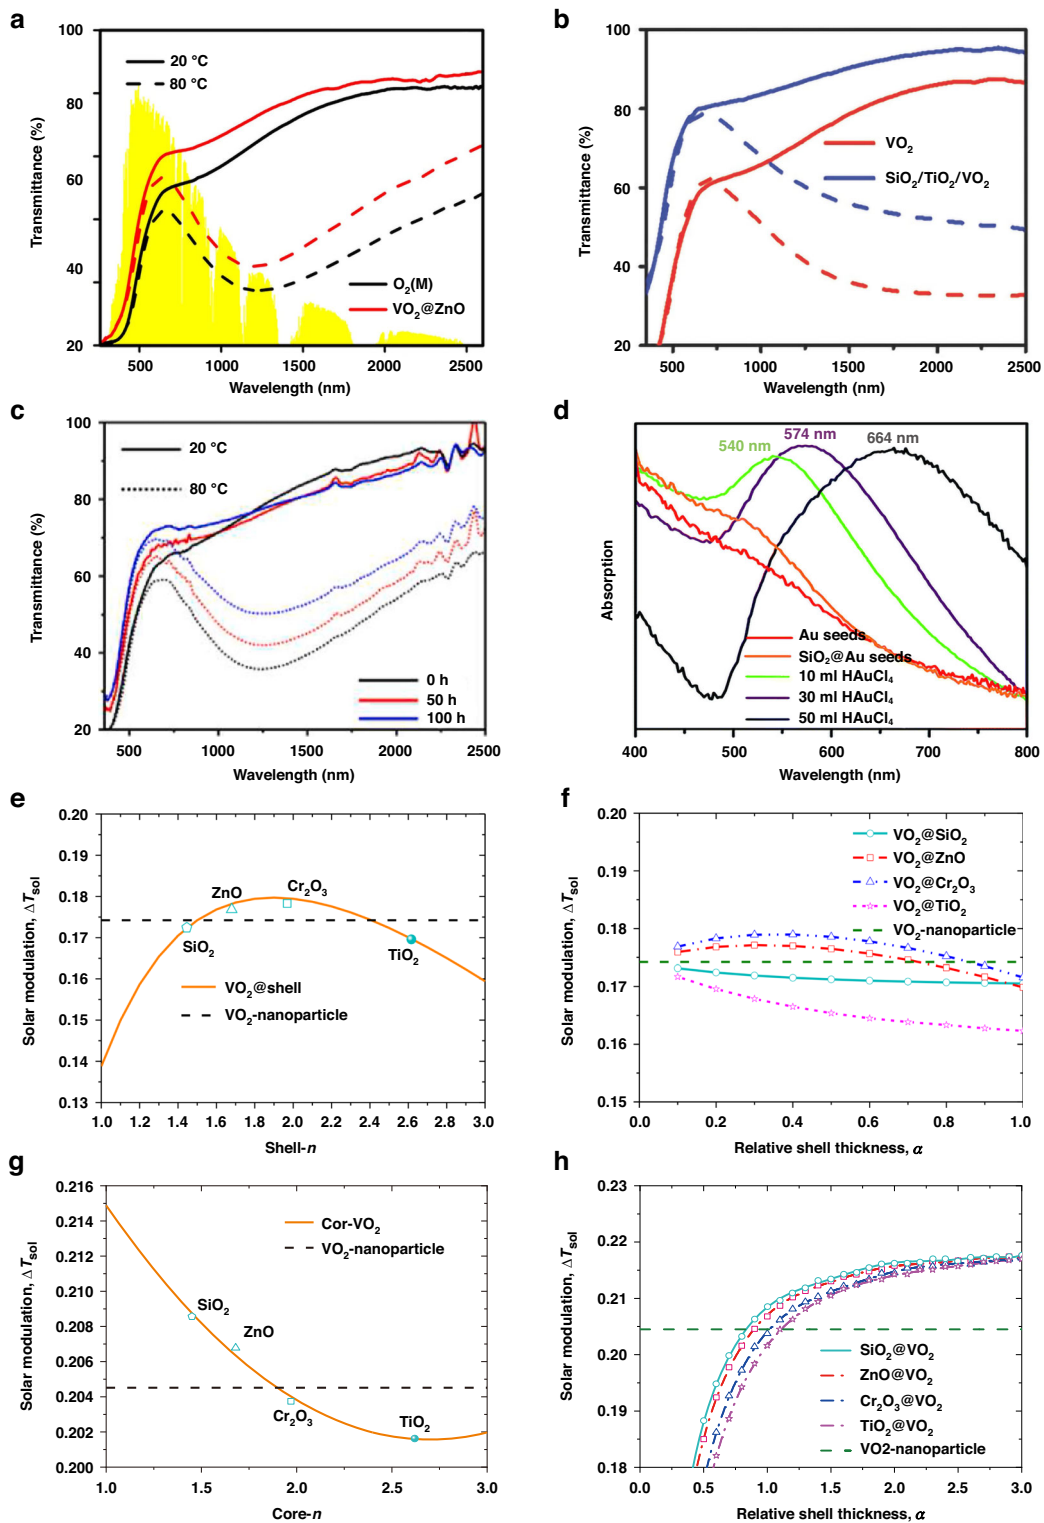 a
100
80
60
40
20
Transmittance (%)
20 °C
80 °C
O₂(M)
VO₂@ZnO
500
1000
1500
2000
2500
Wavelength (nm)
b
100
80
60
40
20
Transmittance (%)
VO₂
SiO₂/TiO₂/VO₂
500
1000
1500
2000
2500
Wavelength (nm)
c
100
80
60
40
20
Transmittance (%)
20 °C
80 °C
0 h
50 h
100 h
500
1000
1500
2000
2500
Wavelength (nm)
d
540 nm
574 nm
664 nm
Absorption
Au seeds
SiO₂@Au seeds
10 ml HAuCl₄
30 ml HAuCl₄
50 ml HAuCl₄
400
500
600
700
800
Wavelength (nm)
e
0.20
0.19
0.18
0.17
0.16
0.15
0.14
0.13
Solar modulation, ΔTsol
ZnO
Cr₂O₃
SiO₂
TiO₂
VO₂@shell
VO₂-nanoparticle
1.0 1.2 1.4 1.6 1.8 2.0 2.2 2.4 2.6 2.8 3.0
Shell-n
f
0.20
0.19
0.18
0.17
0.16
0.15
Solar modulation, ΔTsol
VO₂@SiO₂
VO₂@ZnO
VO₂@Cr₂O₃
VO₂@TiO₂
VO₂-nanoparticle
0.0 0.2 0.4 0.6 0.8 1.0
Relative shell thickness, α
g
0.216
0.214
0.212
0.210
0.209
0.208
0.206
0.204
0.202
0.200
Solar modulation, ΔTsol
Cor-VO₂
VO₂-nanoparticle
SiO₂
ZnO
Cr₂O₃
TiO₂
1.0 1.5 2.0 2.5 3.0
Core-n
h
0.23
0.22
0.21
0.20
0.19
0.18
Solar modulation, ΔTsol
SiO₂@VO₂
ZnO@VO₂
Cr₂O₃@VO₂
TiO₂@VO₂
VO2-nanoparticle
0.0 0.5 1.0 1.5 2.0 2.5 3.0
Relative shell thickness, α